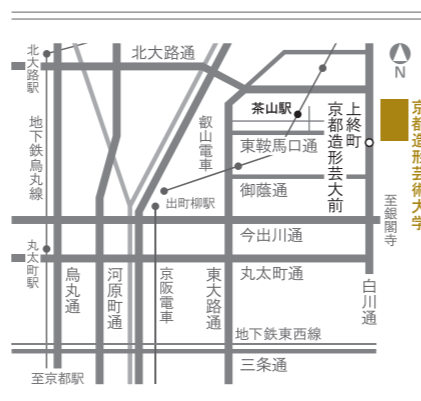 北大路駅
北大路通
N
地下鉄烏丸線
叡山電車
茶山駅
東鞍馬口通
上終町
京都造形芸大前
京都造形芸術大学
御蔭通
出町柳駅
至銀閣寺
今出川通
丸太町駅
烏丸通
河原町通
京阪電車
東大路通
丸太町通
白川通
地下鉄東西線
三条通
至京都駅